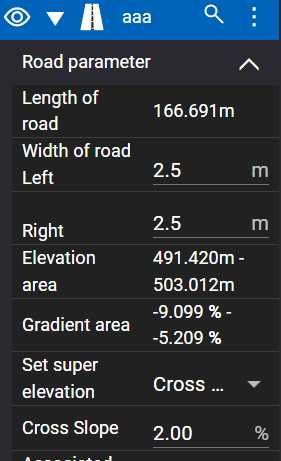 aaa
Road parameter
Length of road 166.691m
Width of road
Left 2.5 m
Right 2.5 m
Elevation area 491.420m - 503.012m
Gradient area -9.099 % - -5.209 %
Set super elevation Cross ...
Cross Slope 2.00 %